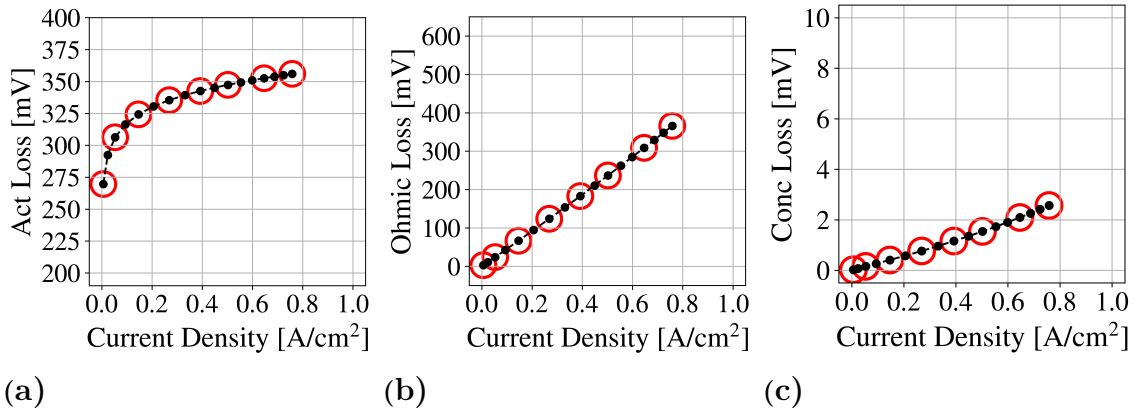 400
375
350
325
300
275
250
225
200
Act Loss [mV]
0.0 0.2 0.4 0.6 0.8 1.0
Current Density [A/cm²]
(a)
600
500
400
300
200
100
0
Ohmic Loss [mV]
0.0 0.2 0.4 0.6 0.8 1.0
Current Density [A/cm²]
(b)
10
8
6
4
2
0
Conc Loss [mV]
0.0 0.2 0.4 0.6 0.8 1.0
Current Density [A/cm²]
(c)